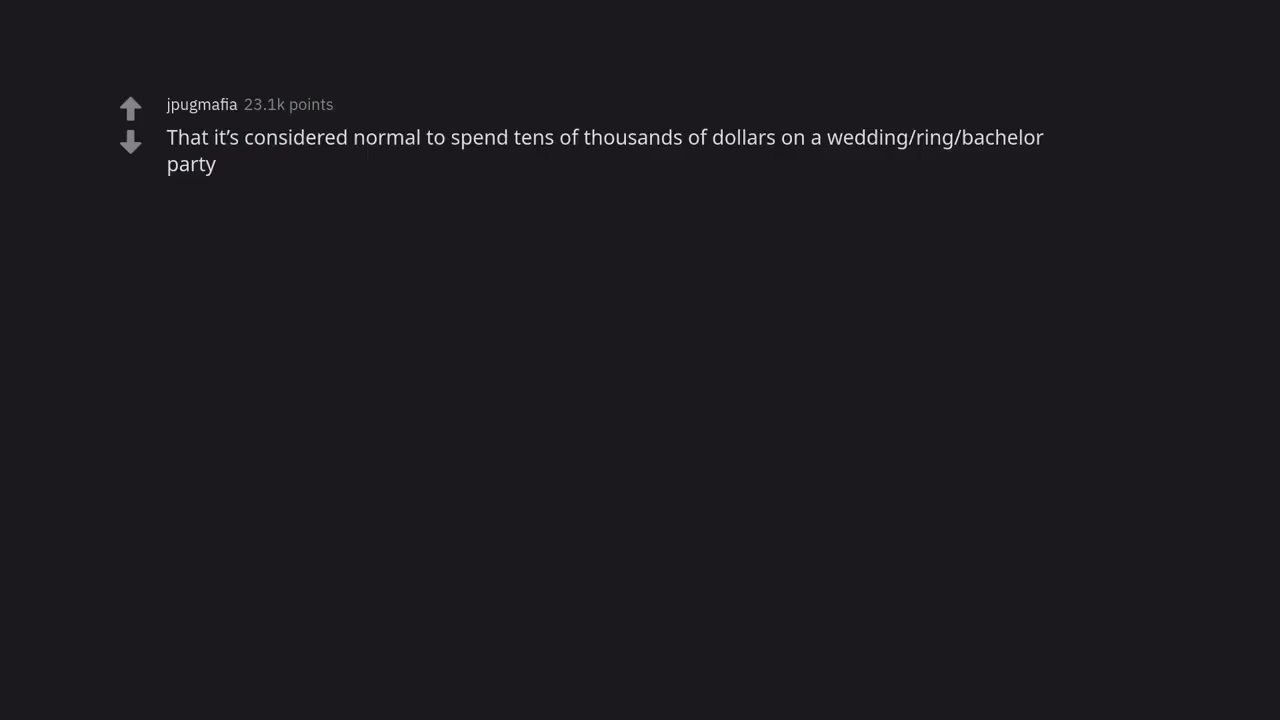 jpugmafia 23.1k points
That it’s considered normal to spend tens of thousands of dollars on a wedding/ring/bachelor
party